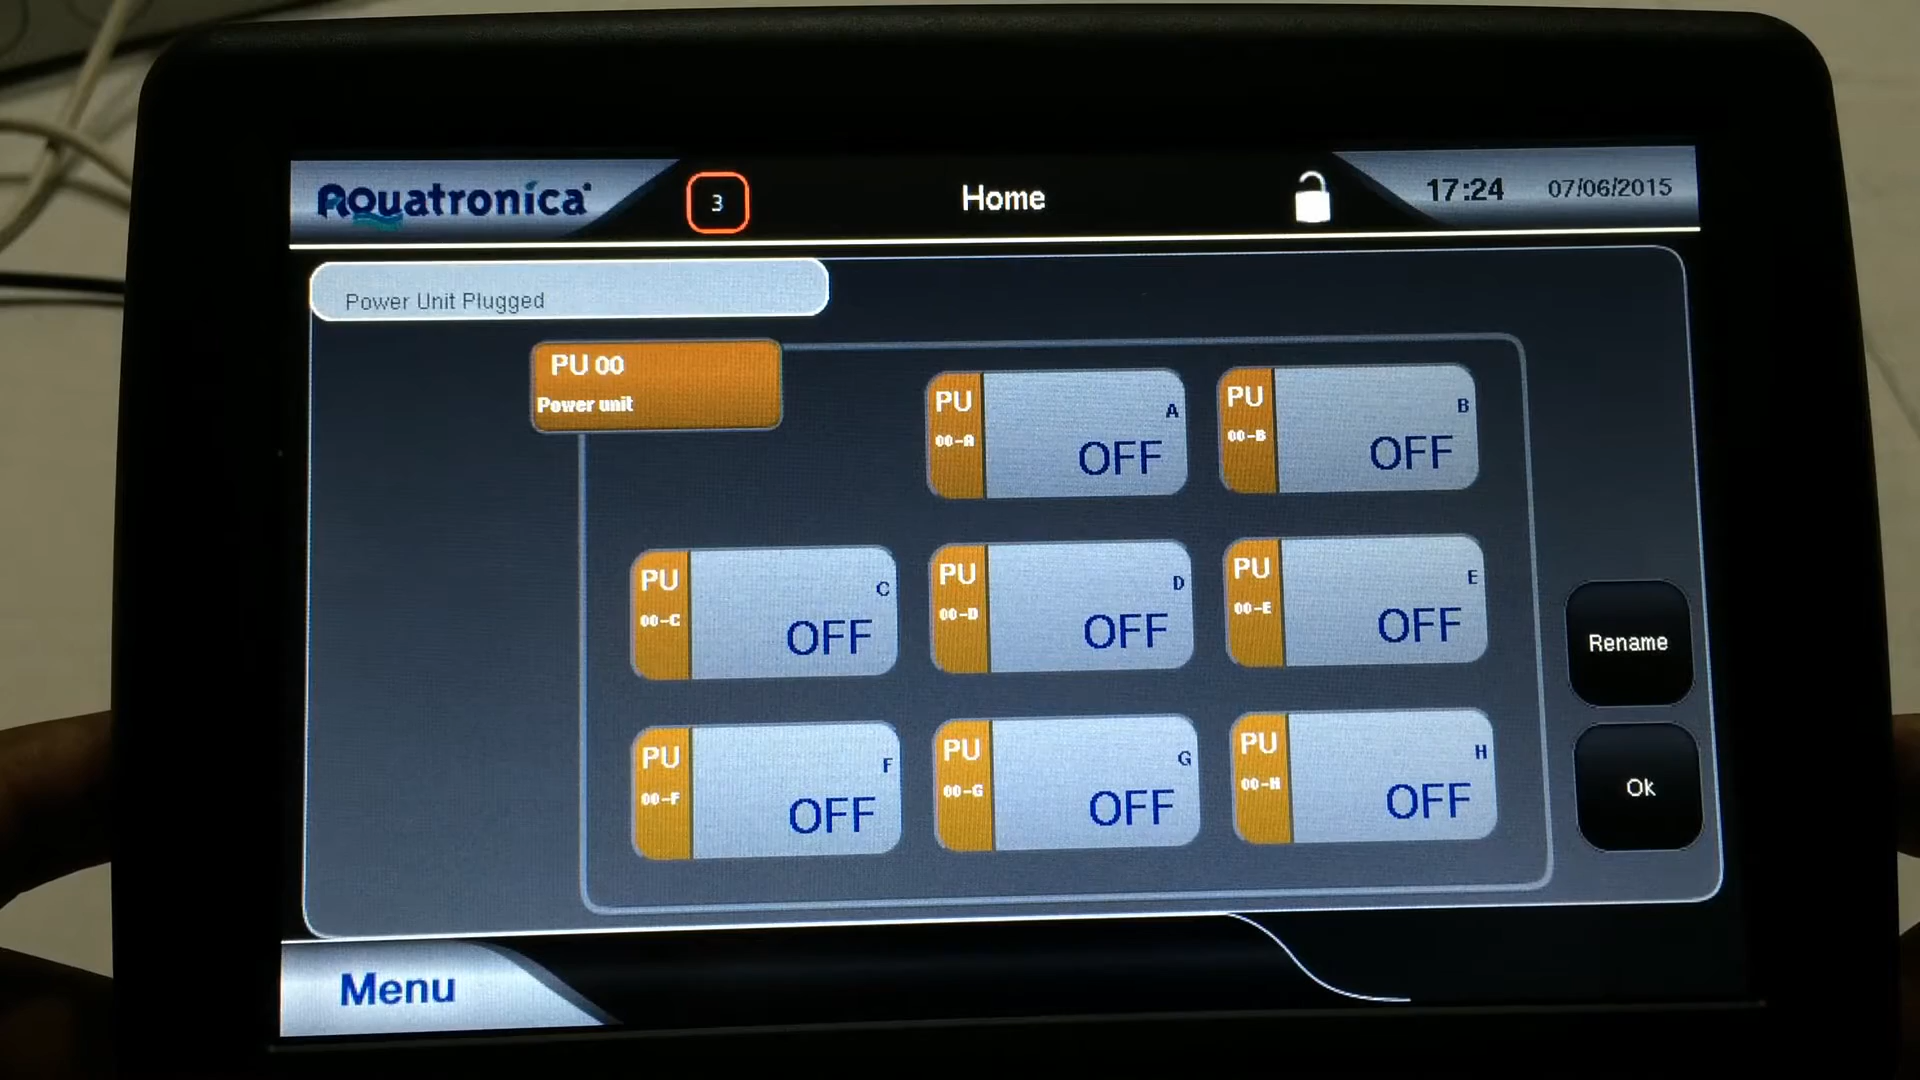 Aquatronica
3
Home
17:24
07/06/2015
Power Unit Plugged
PU 00
Power unit
PU
00-A
A
OFF
PU
00-B
B
OFF
PU
00-C
C
OFF
PU
00-D
D
OFF
PU
00-E
E
OFF
PU
00-F
F
OFF
PU
00-G
G
OFF
PU
00-H
H
OFF
Rename
Ok
Menu